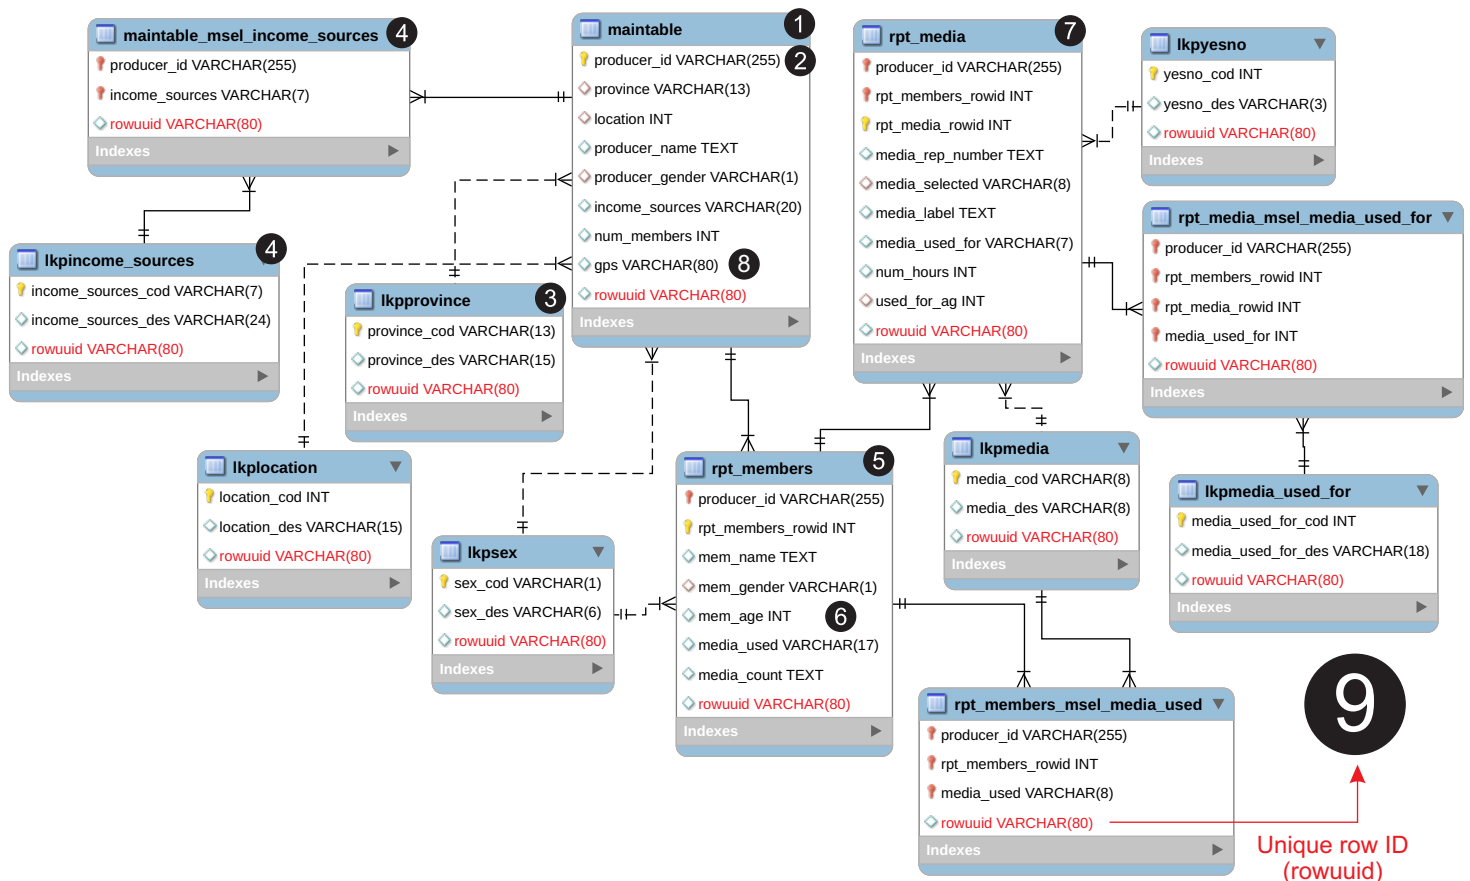 maintable_msel_income_sources
4
producer_id VARCHAR(255)
income_sources VARCHAR(7)
rowuuid VARCHAR(80)
Indexes
maintable
1
producer_id VARCHAR(255)
2
province VARCHAR(13)
location INT
producer_name TEXT
producer_gender VARCHAR(1)
income_sources VARCHAR(20)
num_members INT
gps VARCHAR(80)
8
rowuuid VARCHAR(80)
Indexes
rpt_media
7
producer_id VARCHAR(255)
rpt_members_rowid INT
rpt_media_rowid INT
media_rep_number TEXT
media_selected VARCHAR(8)
media_label TEXT
media_used_for VARCHAR(7)
num_hours INT
used_for_ag INT
rowuuid VARCHAR(80)
Indexes
lkpyesno
yesno_cod INT
yesno_des VARCHAR(3)
rowuuid VARCHAR(80)
Indexes
rpt_media_msel_media_used_for
producer_id VARCHAR(255)
rpt_members_rowid INT
rpt_media_rowid INT
media_used_for INT
rowuuid VARCHAR(80)
Indexes
lkpincome_sources
4
income_sources_cod VARCHAR(7)
income_sources_des VARCHAR(24)
rowuuid VARCHAR(80)
Indexes
lkpprovince
3
province_cod VARCHAR(13)
province_des VARCHAR(15)
rowuuid VARCHAR(80)
Indexes
lkplocation
location_cod INT
location_des VARCHAR(15)
rowuuid VARCHAR(80)
Indexes
lkpsex
sex_cod VARCHAR(1)
sex_des VARCHAR(6)
rowuuid VARCHAR(80)
Indexes
rpt_members
5
producer_id VARCHAR(255)
rpt_members_rowid INT
mem_name TEXT
mem_gender VARCHAR(1)
mem_age INT
6
media_used VARCHAR(17)
media_count TEXT
rowuuid VARCHAR(80)
Indexes
lkpmedia
media_cod VARCHAR(8)
media_des VARCHAR(8)
rowuuid VARCHAR(80)
Indexes
lkpmedia_used_for
media_used_for_cod INT
media_used_for_des VARCHAR(18)
rowuuid VARCHAR(80)
Indexes
rpt_members_msel_media_used
producer_id VARCHAR(255)
rpt_members_rowid INT
media_used VARCHAR(8)
rowuuid VARCHAR(80)
Indexes
9
Unique row ID
(rowuuid)